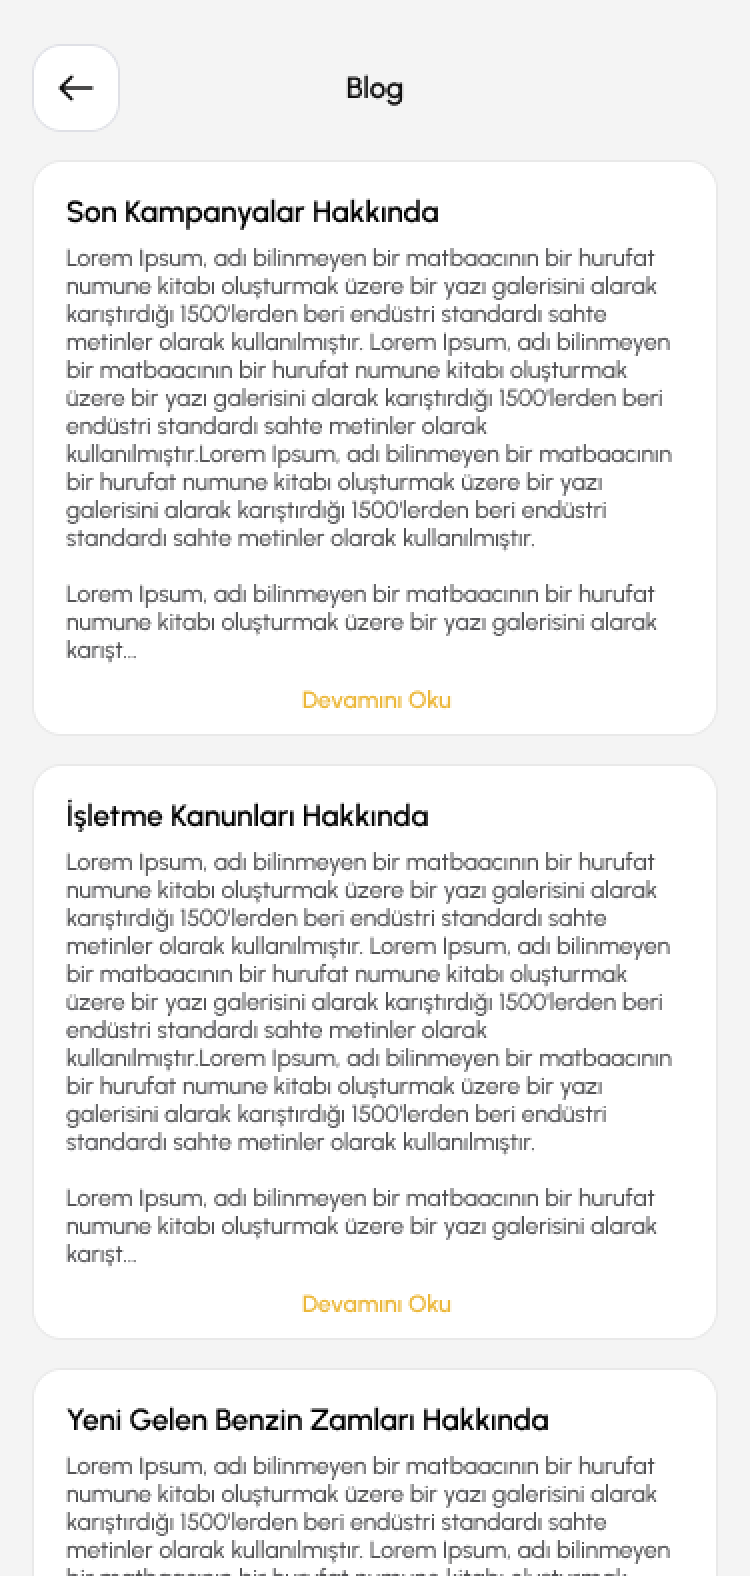 Blog
Son Kampanyalar Hakkında
Lorem Ipsum, adı bilinmeyen bir matbaacının bir hurufat
numune kitabı oluşturmak üzere bir yazı galerisini alarak
karıştırdığı 1500'lerden beri endüstri standardı sahte
metinler olarak kullanılmıştır. Lorem Ipsum, adı bilinmeyen
bir matbaacının bir hurufat numune kitabı oluşturmak
üzere bir yazı galerisini alarak karıştırdığı 1500'lerden beri
endüstri standardı sahte metinler olarak
kullanılmıştır.Lorem Ipsum, adı bilinmeyen bir matbaacının
bir hurufat numune kitabı oluşturmak üzere bir yazı
galerisini alarak karıştırdığı 1500'lerden beri endüstri
standardı sahte metinler olarak kullanılmıştır.
Lorem Ipsum, adı bilinmeyen bir matbaacının bir hurufat
numune kitabı oluşturmak üzere bir yazı galerisini alarak
karışt...
Devamını Oku
İşletme Kanunları Hakkında
Lorem Ipsum, adı bilinmeyen bir matbaacının bir hurufat
numune kitabı oluşturmak üzere bir yazı galerisini alarak
karıştırdığı 1500'lerden beri endüstri standardı sahte
metinler olarak kullanılmıştır. Lorem Ipsum, adı bilinmeyen
bir matbaacının bir hurufat numune kitabı oluşturmak
üzere bir yazı galerisini alarak karıştırdığı 1500'lerden beri
endüstri standardı sahte metinler olarak
kullanılmıştır.Lorem Ipsum, adı bilinmeyen bir matbaacının
bir hurufat numune kitabı oluşturmak üzere bir yazı
galerisini alarak karıştırdığı 1500'lerden beri endüstri
standardı sahte metinler olarak kullanılmıştır.
Lorem Ipsum, adı bilinmeyen bir matbaacının bir hurufat
numune kitabı oluşturmak üzere bir yazı galerisini alarak
karışt...
Devamını Oku
Yeni Gelen Benzin Zamları Hakkında
Lorem Ipsum, adı bilinmeyen bir matbaacının bir hurufat
numune kitabı oluşturmak üzere bir yazı galerisini alarak
karıştırdığı 1500'lerden beri endüstri standardı sahte
metinler olarak kullanılmıştır. Lorem Ipsum, adı bilinmeyen